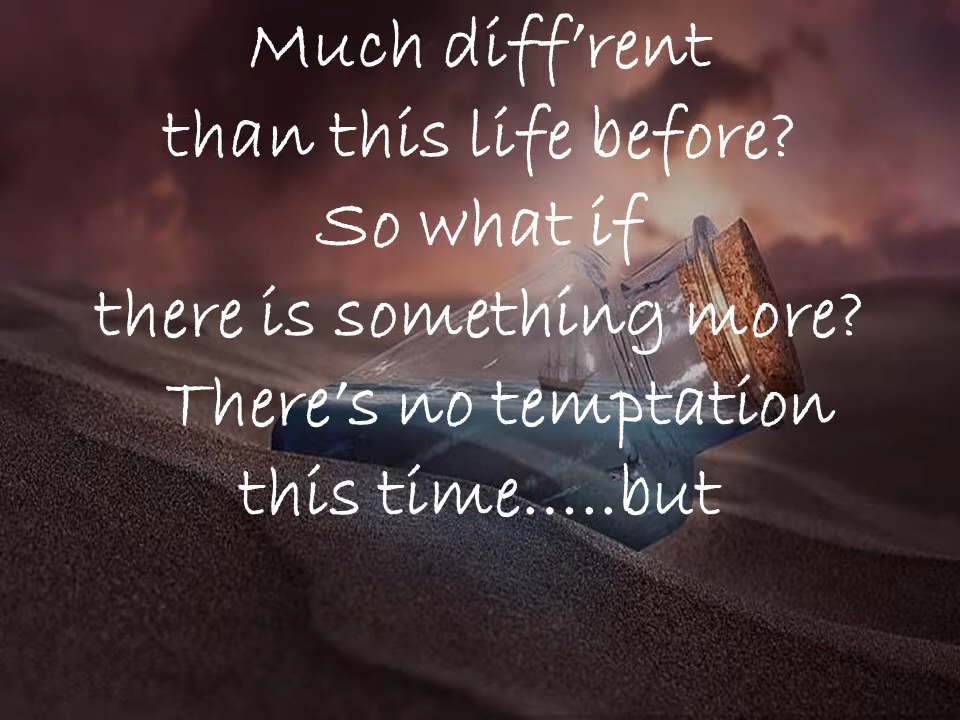 Much diff’rent
than this life before?
So what if
there is something more?
There’s no temptation
this time.....but